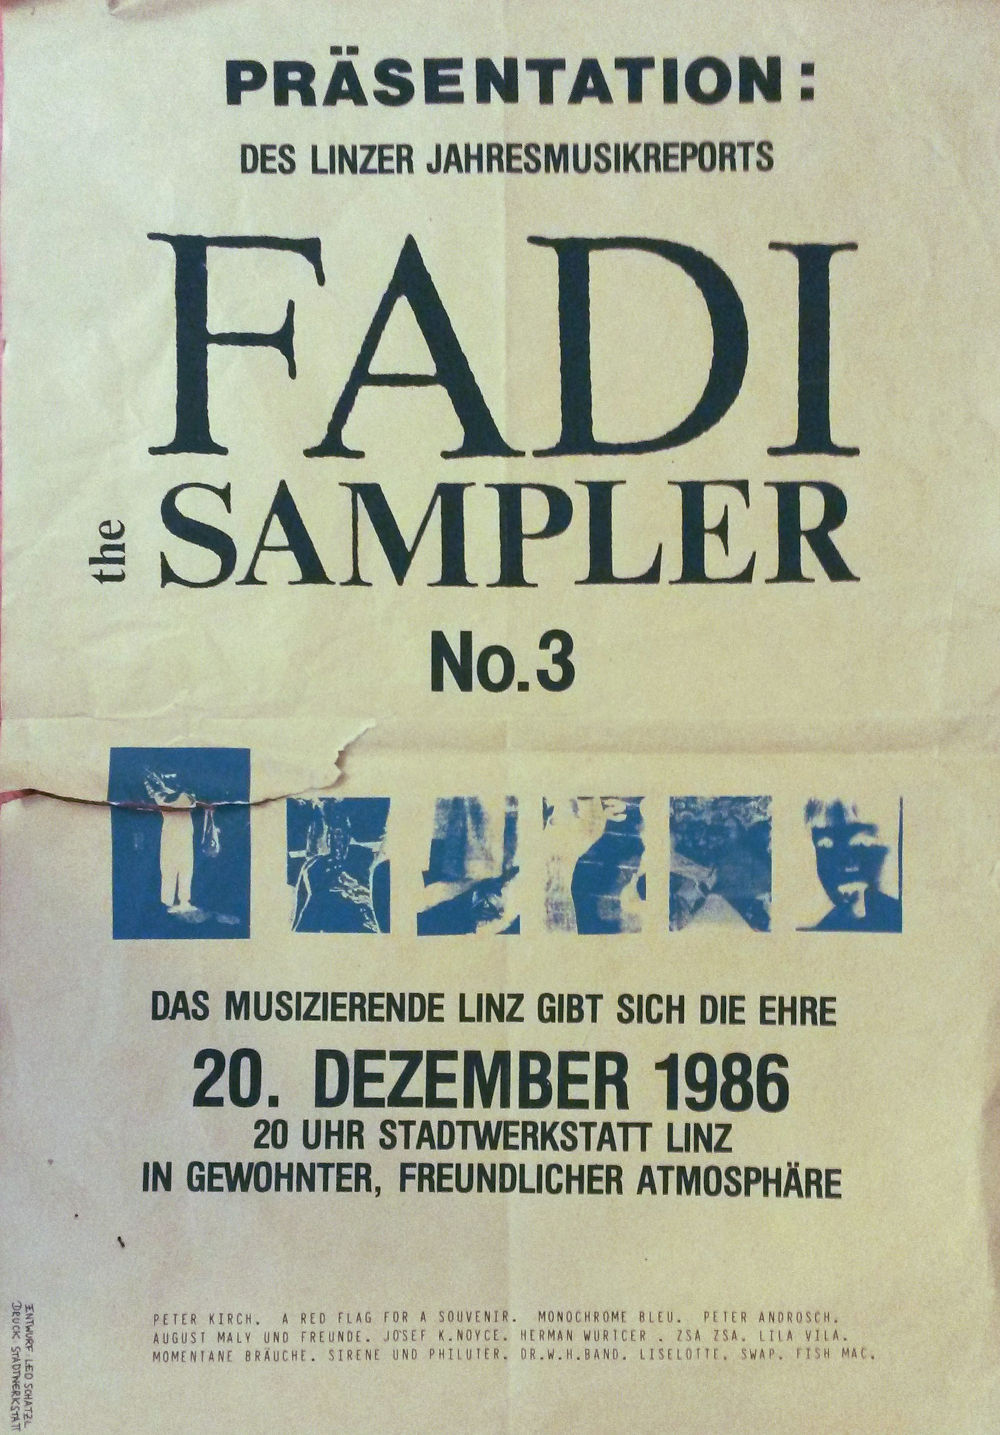 PRÄSENTATION:
DES LINZER JAHRESMUSIKREPORTS
FADI
the SAMPLER
No.3
DAS MUSIZIERENDE LINZ GIBT SICH DIE EHRE
20. DEZEMBER 1986
20 UHR STADTWERKSTATT LINZ
IN GEWOHNTER, FREUNDLICHER ATMOSPHÄRE
PETER KIRCH. A RED FLAG FOR A SOUVENIR. MONOCHROME BLEU. PETER ANDROSCH.
AUGUST MALY UND FREUNDE. JOSEF K.NOYCE. HERMAN WURTCER . ZSA ZSA. LILA VILA.
MOMENTANE BRÄUCHE. SIRENE UND PHILUTER. DR.W.H.BAND. LISELOTTE. SWAP. FISH MAC.
ENTWURF: LEO SCHATZL
DRUCK: STADTWERKSTATT